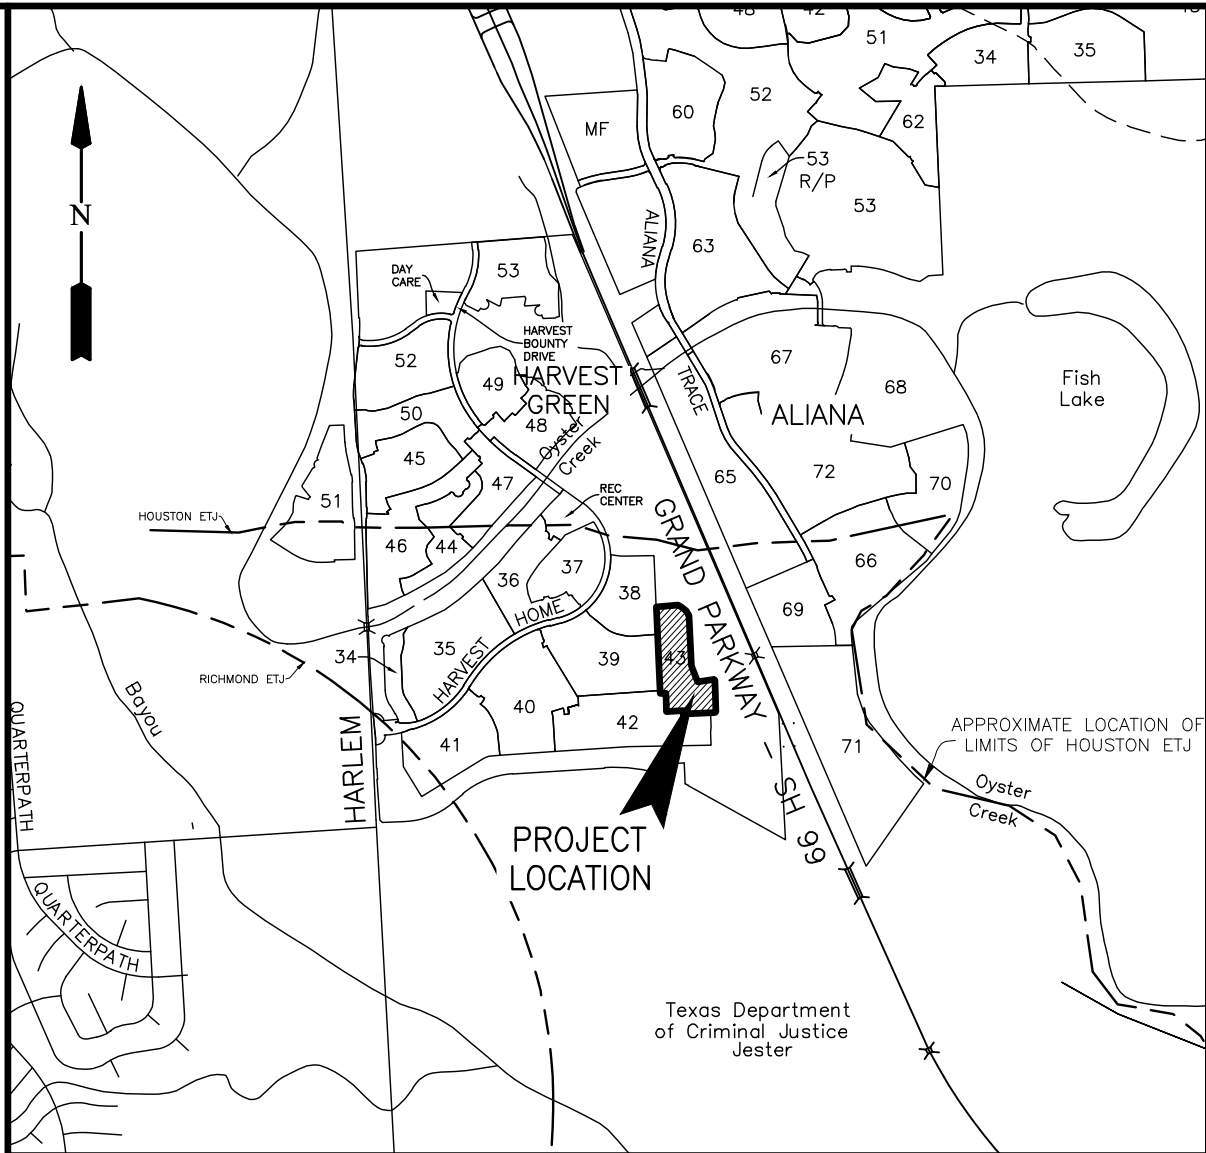 48
42
51
34
35
60
52
MF
62
53
R/P
53
N
ALIANA
63
DAY
CARE
53
HARVEST
BOUNTY
DRIVE
52
49
HARVEST
GREEN
67
TRACE
68
Fish
Lake
50
48
ALIANA
Oyster
Creek
45
47
65
72
70
51
REC
CENTER
HOUSTON ETJ
GRAND PARKWAY - SH 99
46
44
36
37
38
66
69
HARVEST HOME
35
34
39
43
RICHMOND ETJ
Bayou
QUARTERPATH
HARLEM
40
41
42
71
APPROXIMATE LOCATION OF
LIMITS OF HOUSTON ETJ
Oyster
Creek
PROJECT
LOCATION
QUARTERPATH
Texas Department
of Criminal Justice
Jester